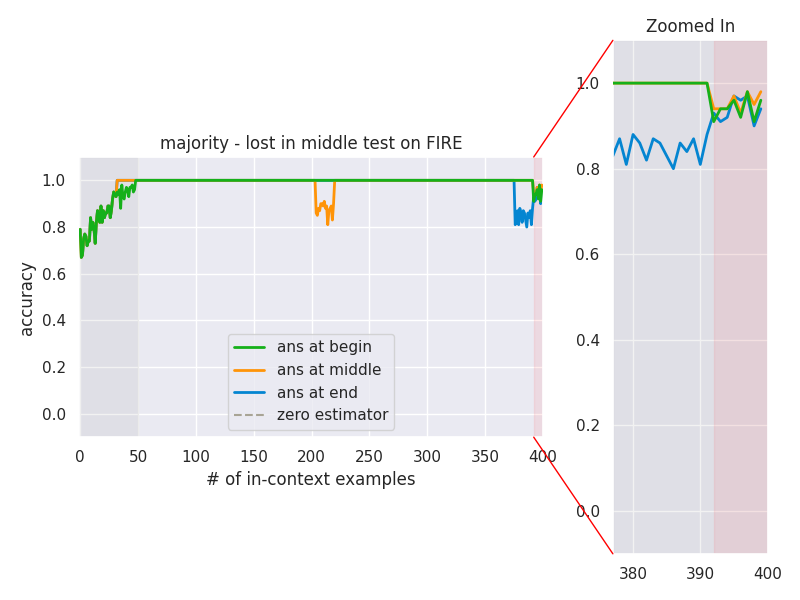 Zoomed In
majority - lost in middle test on FIRE
accuracy
1.0
0.8
0.6
0.4
0.2
0.0
ans at begin
ans at middle
ans at end
zero estimator
0 50 100 150 200 250 300 350 400
# of in-context examples
1.0
0.8
0.6
0.4
0.2
0.0
380 390 400